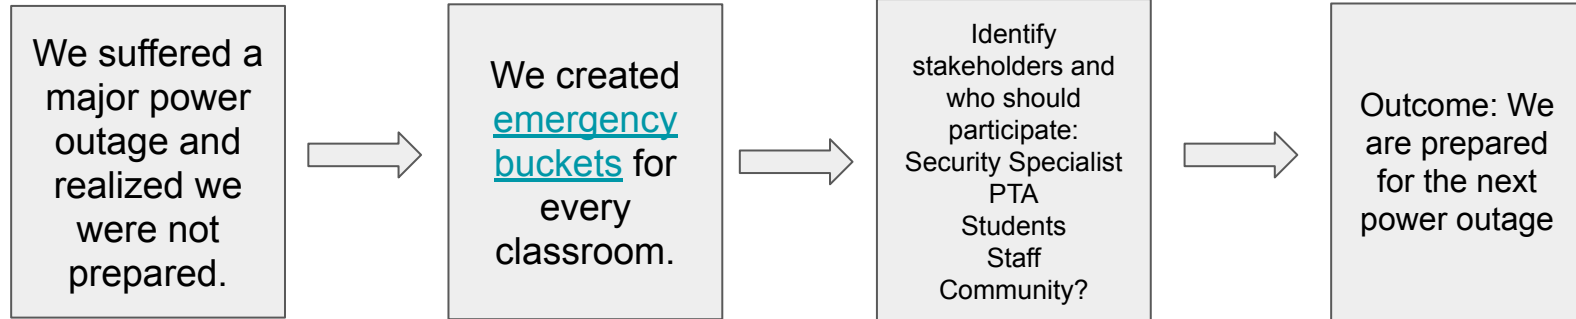 We suffered a
major power
outage and
realized we
were not
prepared.
We created
emergency
buckets for
every
classroom.
Identify
stakeholders and
who should
participate:
Security Specialist
PTA
Students
Staff
Community?
Outcome: We
are prepared
for the next
power outage